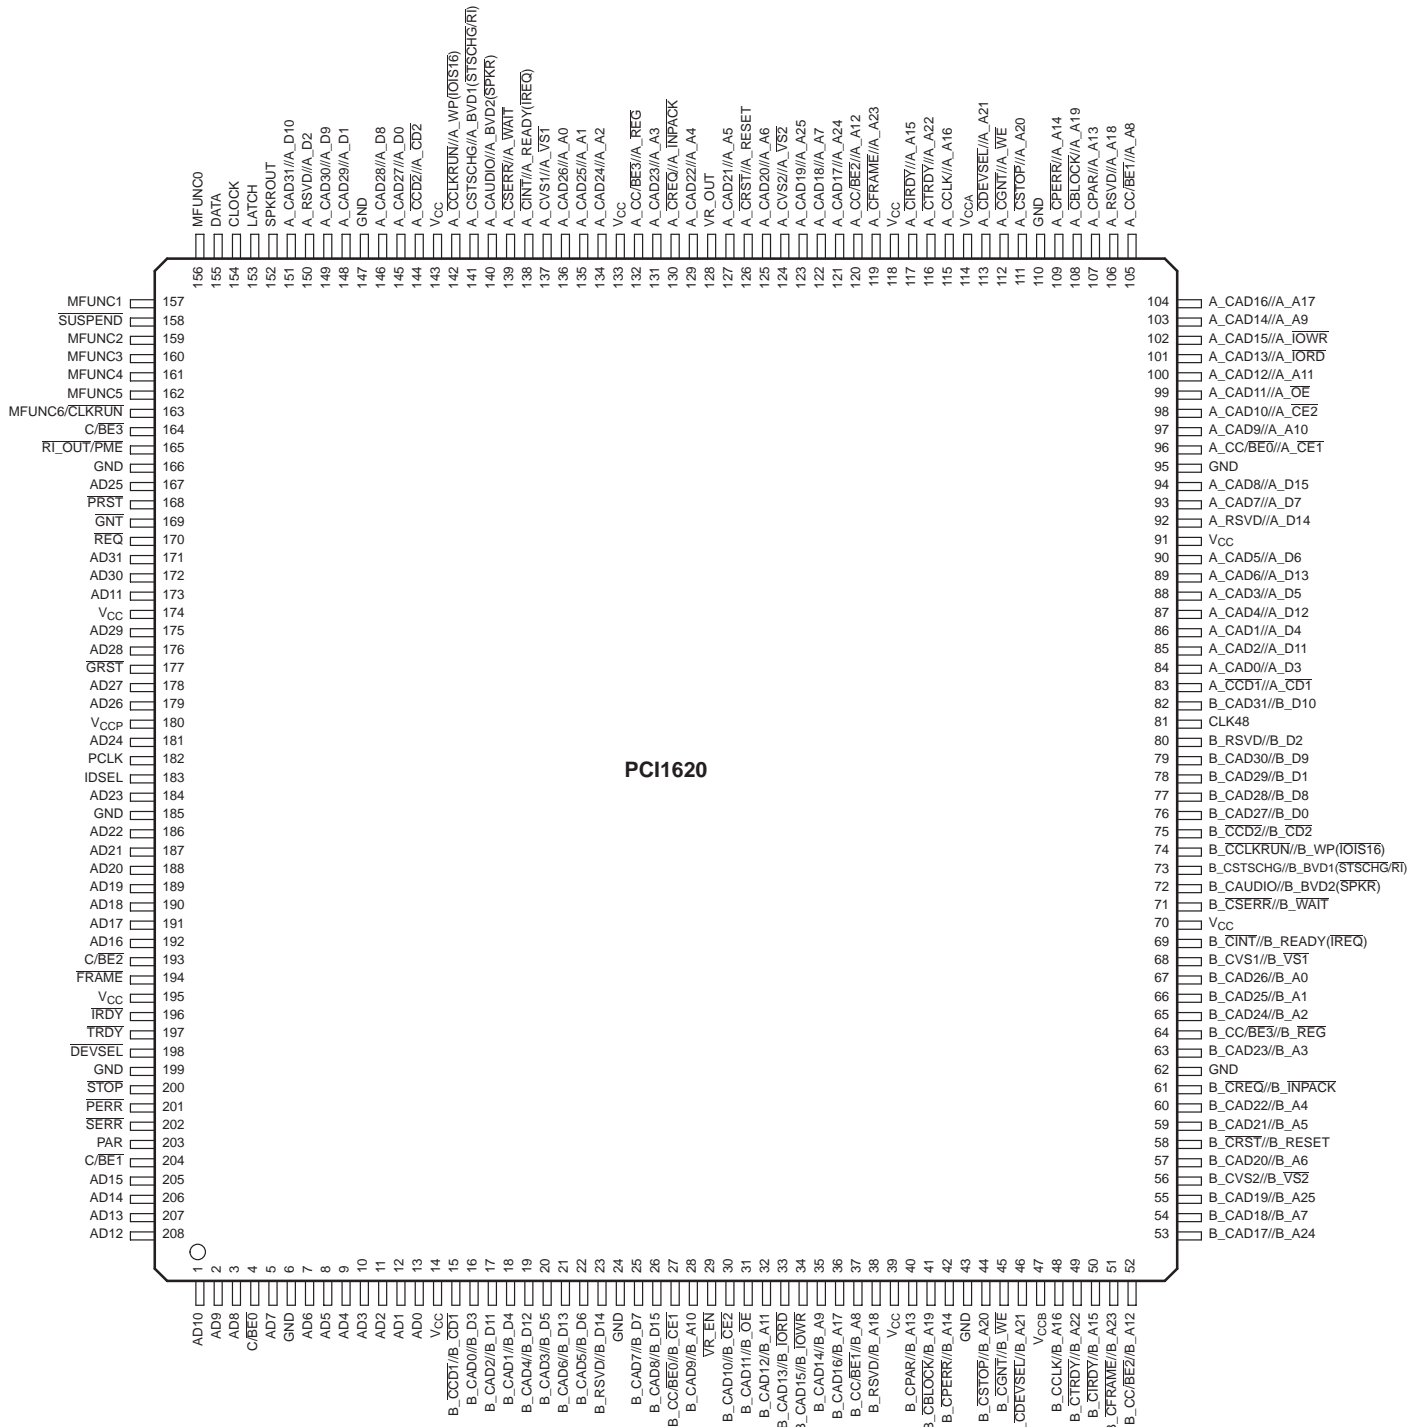 MFUNC0
DATA
CLOCK
LATCH
SPKROUT
A_CAD31//A_D10
A_RSVD//A_D2
A_CAD30//A_D9
A_CAD29//A_D1
GND
A_CAD28//A_D8
A_CAD27//A_D0
A_CCD2//A_CD2
VCC
A_CCLKRUN//A_WP(IOIS16)
A_CSTSCHG//A_BVD1(STSCHG/RI)
A_CAUDIO//A_BVD2(SPKR)
A_CSERR//A_WAIT
A_CINT//A_READY(IREQ)
A_CVS1//A_VS1
A_CAD26//A_A0
A_CAD25//A_A1
A_CAD24//A_A2
VCC
A_CC/BE3//A_REG
A_CAD23//A_A3
A_CREQ//A_INPACK
A_CAD22//A_A4
VR_OUT
A_CAD21//A_A5
A_CRST//A_RESET
A_CAD20//A_A6
A_CVS2//A_VS2
A_CAD19//A_A25
A_CAD18//A_A7
A_CAD17//A_A24
A_CC/BE2//A_A12
A_CFRAME//A_A23
VCC
A_CIRDY//A_A15
A_CTRDY//A_A22
A_CCLK//A_A16
VCCA
A_CDEVSEL//A_A21
A_CGNT//A_WE
A_CSTOP//A_A20
GND
A_CPERR//A_A14
A_CBLOCK//A_A19
A_CPAR//A_A13
A_RSVD//A_A18
A_CC/BE1//A_A8
156 155 154 153 152 151 150 149 148 147 146 145 144 143 142 141 140 139 138 137 136 135 134 133 132 131 130 129 128 127 126 125 124 123 122 121 120 119 118 117 116 115 114 113 112 111 110 109 108 107 106 105
MFUNC1 157
SUSPEND 158
MFUNC2 159
MFUNC3 160
MFUNC4 161
MFUNC5 162
MFUNC6/CLKRUN 163
C/BE3 164
RI_OUT/PME 165
GND 166
AD25 167
PRST 168
GNT 169
REQ 170
AD31 171
AD30 172
AD11 173
VCC 174
AD29 175
AD28 176
GRST 177
AD27 178
AD26 179
VCCP 180
AD24 181
PCLK 182
IDSEL 183
AD23 184
GND 185
AD22 186
AD21 187
AD20 188
AD19 189
AD18 190
AD17 191
AD16 192
C/BE2 193
FRAME 194
VCC 195
IRDY 196
TRDY 197
DEVSEL 198
GND 199
STOP 200
PERR 201
SERR 202
PAR 203
C/BE1 204
AD15 205
AD14 206
AD13 207
AD12 208
PCI1620
104 A_CAD16//A_A17
103 A_CAD14//A_A9
102 A_CAD15//A_IOWR
101 A_CAD13//A_IORD
100 A_CAD12//A_A11
99 A_CAD11//A_OE
98 A_CAD10//A_CE2
97 A_CAD9//A_A10
96 A_CC/BE0//A_CE1
95 GND
94 A_CAD8//A_D15
93 A_CAD7//A_D7
92 A_RSVD//A_D14
91 VCC
90 A_CAD5//A_D6
89 A_CAD6//A_D13
88 A_CAD3//A_D5
87 A_CAD4//A_D12
86 A_CAD1//A_D4
85 A_CAD2//A_D11
84 A_CAD0//A_D3
83 A_CCD1//A_CD1
82 B_CAD31//B_D10
81 CLK48
80 B_RSVD//B_D2
79 B_CAD30//B_D9
78 B_CAD29//B_D1
77 B_CAD28//B_D8
76 B_CAD27//B_D0
75 B_CCD2//B_CD2
74 B_CCLKRUN//B_WP(IOIS16)
73 B_CSTSCHG//B_BVD1(STSCHG/RI)
72 B_CAUDIO//B_BVD2(SPKR)
71 B_CSERR//B_WAIT
70 VCC
69 B_CINT//B_READY(IREQ)
68 B_CVS1//B_VS1
67 B_CAD26//B_A0
66 B_CAD25//B_A1
65 B_CAD24//B_A2
64 B_CC/BE3//B_REG
63 B_CAD23//B_A3
62 GND
61 B_CREQ//B_INPACK
60 B_CAD22//B_A4
59 B_CAD21//B_A5
58 B_CRST//B_RESET
57 B_CAD20//B_A6
56 B_CVS2//B_VS2
55 B_CAD19//B_A25
54 B_CAD18//B_A7
53 B_CAD17//B_A24
1 2 3 4 5 6 7 8 9 10 11 12 13 14 15 16 17 18 19 20 21 22 23 24 25 26 27 28 29 30 31 32 33 34 35 36 37 38 39 40 41 42 43 44 45 46 47 48 49 50 51 52
AD10
AD9
AD8
C/BE0
AD7
GND
AD6
AD5
AD4
AD3
AD2
AD1
AD0
VCC
B_CCD1//B_CD1
B_CAD0//B_D3
B_CAD2//B_D11
B_CAD1//B_D4
B_CAD4//B_D12
B_CAD3//B_D5
B_CAD6//B_D13
B_CAD5//B_D6
B_RSVD//B_D14
GND
B_CAD7//B_D7
B_CAD8//B_D15
B_CC/BE0//B_CE1
B_CAD9//B_A10
VR_EN
B_CAD10//B_CE2
B_CAD11//B_OE
B_CAD12//B_A11
B_CAD13//B_IORD
B_CAD15//B_IOWR
B_CAD14//B_A9
B_CAD16//B_A17
B_CC/BE1//B_A8
B_RSVD//B_A18
VCC
B_CPAR//B_A13
B_CBLOCK//B_A19
B_CPERR//B_A14
GND
B_CSTOP//B_A20
B_CGNT//B_WE
_CDEVSEL//B_A21
VCCB
B_CCLK//B_A16
B_CTRDY//B_A22
B_CIRDY//B_A15
B_CFRAME//B_A23
B_CC/BE2//B_A12